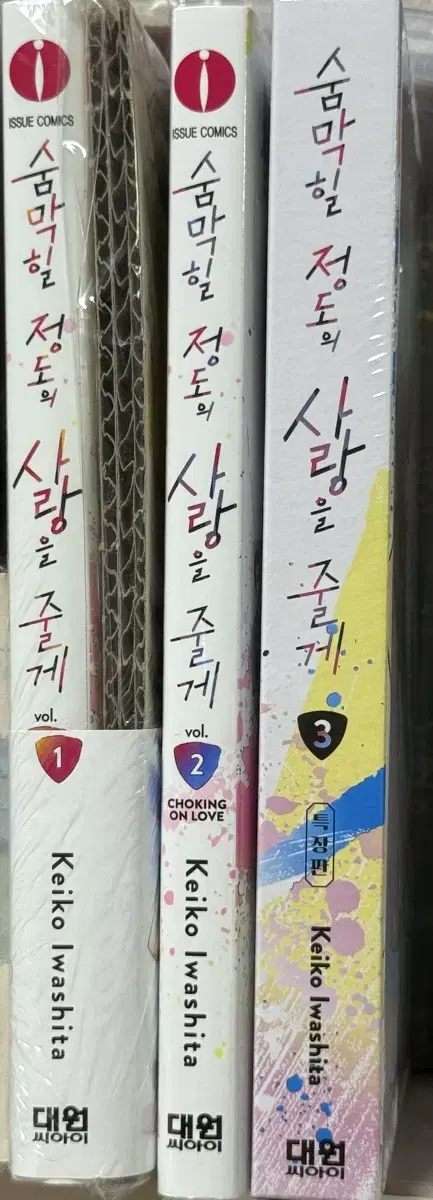 ISSUE COMICS
숨막힐 정도의 사랑을 줄게
vol.
1
Keiko Iwashita
대원
씨아이
ISSUE COMICS
숨막힐 정도의 사랑을 줄게
vol.
2
CHOKING
ON LOVE
Keiko Iwashita
대원
씨아이
숨막힐 정도의 사랑을 줄게
3
특장판
Keiko Iwashita
대원
씨아이